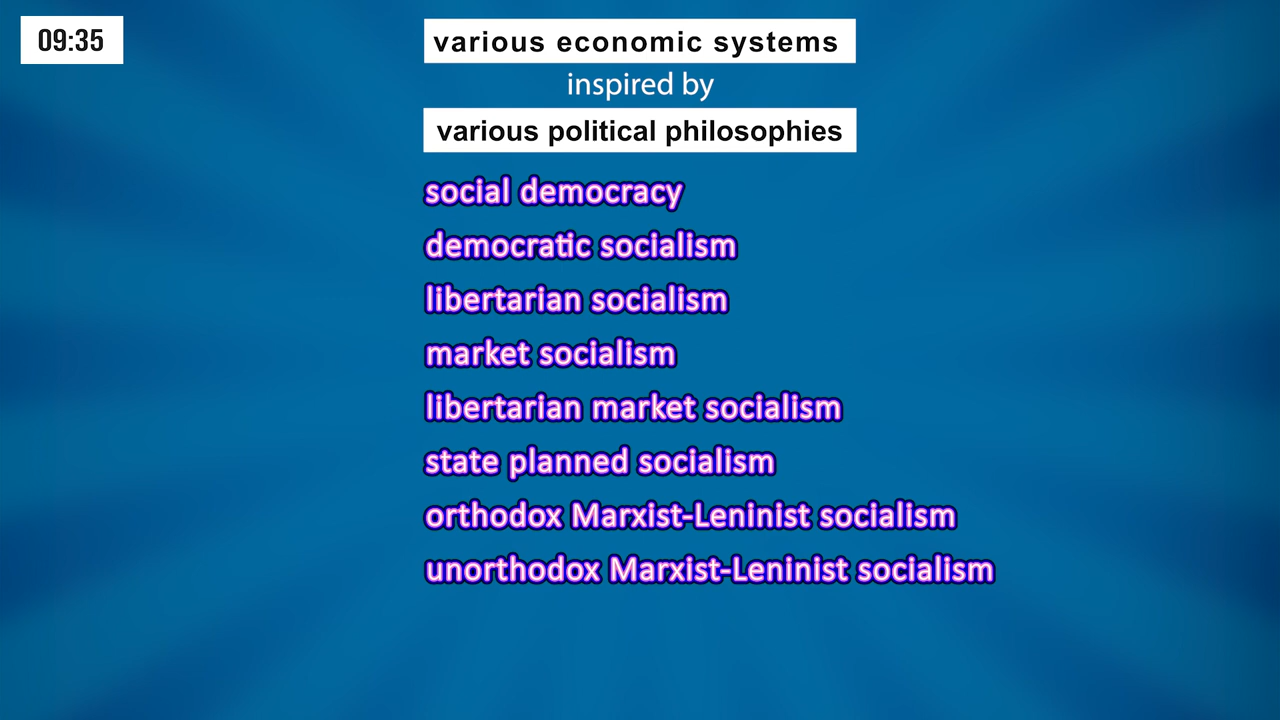 09:35
various economic systems
inspired by
various political philosophies
social democracy
democratic socialism
libertarian socialism
market socialism
libertarian market socialism
state planned socialism
orthodox Marxist-Leninist socialism
unorthodox Marxist-Leninist socialism